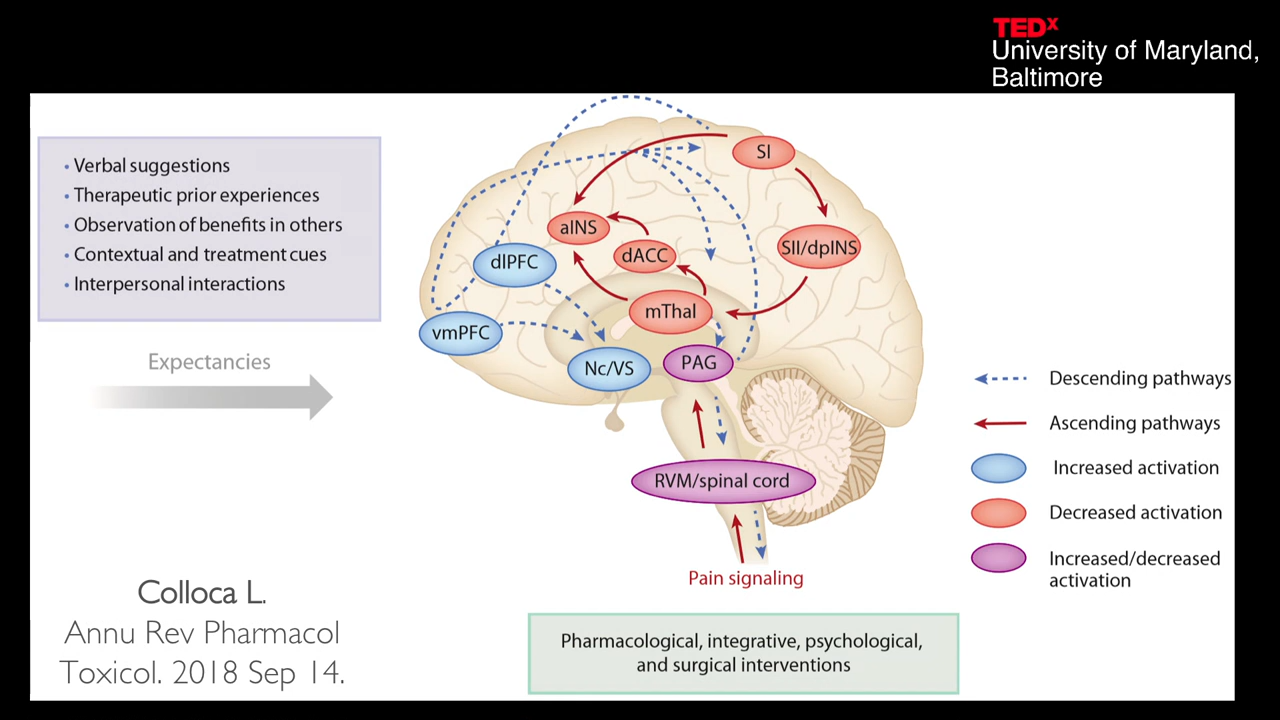 TEDx
University of Maryland,
Baltimore
• Verbal suggestions
• Therapeutic prior experiences
• Observation of benefits in others
• Contextual and treatment cues
• Interpersonal interactions
Expectancies
SI
aINS
SII/dpINS
dACC
dlPFC
mThal
vmPFC
Nc/VS
PAG
RVM/spinal cord
Pain signaling
Descending pathways
Ascending pathways
Increased activation
Decreased activation
Increased/decreased
activation
Colloca L.
Annu Rev Pharmacol
Toxicol. 2018 Sep 14.
Pharmacological, integrative, psychological,
and surgical interventions